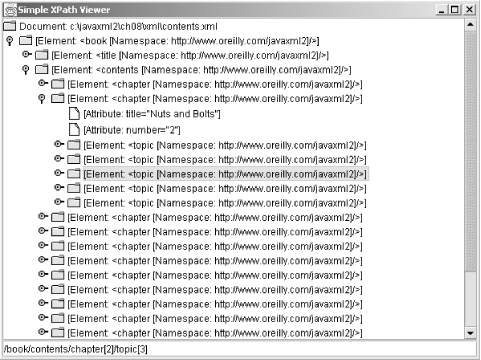 Simple XPath Viewer
Document: c:\javaxml2\ch08\xml\contents.xml
[Element: <book [Namespace: http://www.oreilly.com/javaxml2]/>]
[Element: <title [Namespace: http://www.oreilly.com/javaxml2]/>]
[Element: <contents [Namespace: http://www.oreilly.com/javaxml2]/>]
[Element: <chapter [Namespace: http://www.oreilly.com/javaxml2]/>]
[Element: <chapter [Namespace: http://www.oreilly.com/javaxml2]/>]
[Attribute: title="Nuts and Bolts"]
[Attribute: number="2"]
[Element: <topic [Namespace: http://www.oreilly.com/javaxml2]/>]
[Element: <topic [Namespace: http://www.oreilly.com/javaxml2]/>]
[Element: <topic [Namespace: http://www.oreilly.com/javaxml2]/>]
[Element: <topic [Namespace: http://www.oreilly.com/javaxml2]/>]
[Element: <topic [Namespace: http://www.oreilly.com/javaxml2]/>]
[Element: <chapter [Namespace: http://www.oreilly.com/javaxml2]/>]
[Element: <chapter [Namespace: http://www.oreilly.com/javaxml2]/>]
[Element: <chapter [Namespace: http://www.oreilly.com/javaxml2]/>]
[Element: <chapter [Namespace: http://www.oreilly.com/javaxml2]/>]
[Element: <chapter [Namespace: http://www.oreilly.com/javaxml2]/>]
[Element: <chapter [Namespace: http://www.oreilly.com/javaxml2]/>]
[Element: <chapter [Namespace: http://www.oreilly.com/javaxml2]/>]
[Element: <chapter [Namespace: http://www.oreilly.com/javaxml2]/>]
[Element: <chapter [Namespace: http://www.oreilly.com/javaxml2]/>]
/book/contents/chapter[2]/topic[3]